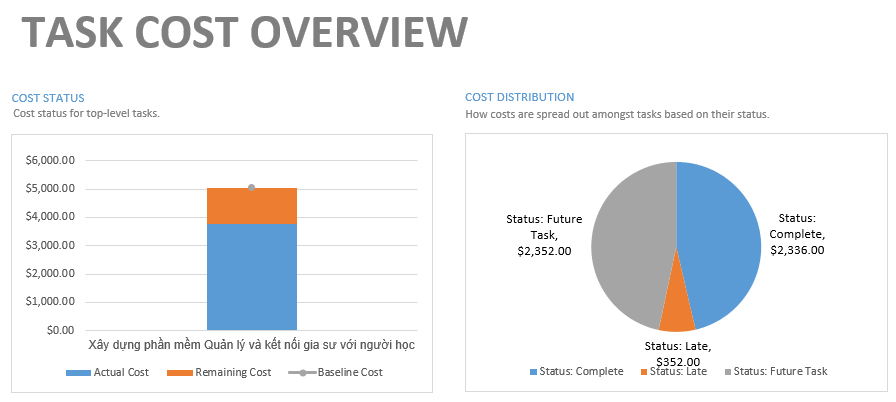 TASK COST OVERVIEW
COST STATUS
Cost status for top-level tasks.
$6,000.00
$5,000.00
$4,000.00
$3,000.00
$2,000.00
$1,000.00
$0.00
Xây dựng phần mềm Quản lý và kết nối gia sư với người học
Actual Cost
Remaining Cost
Baseline Cost
COST DISTRIBUTION
How costs are spread out amongst tasks based on their status.
Status: Future
Task,
$2,352.00
Status:
Complete,
$2,336.00
Status: Late,
$352.00
Status: Complete
Status: Late
Status: Future Task